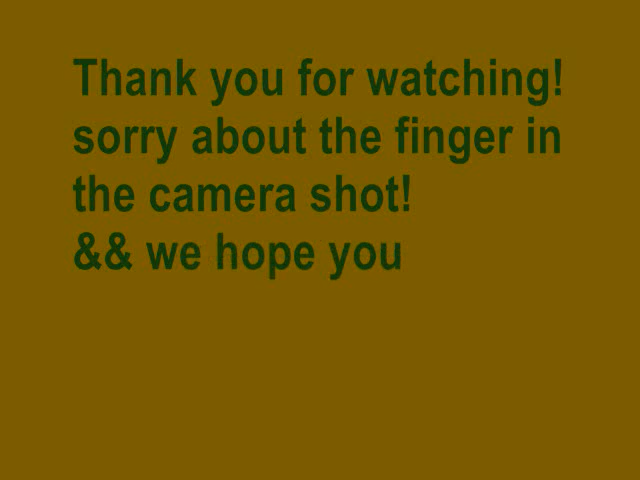 Thank you for watching!
sorry about the finger in
the camera shot!
&& we hope you